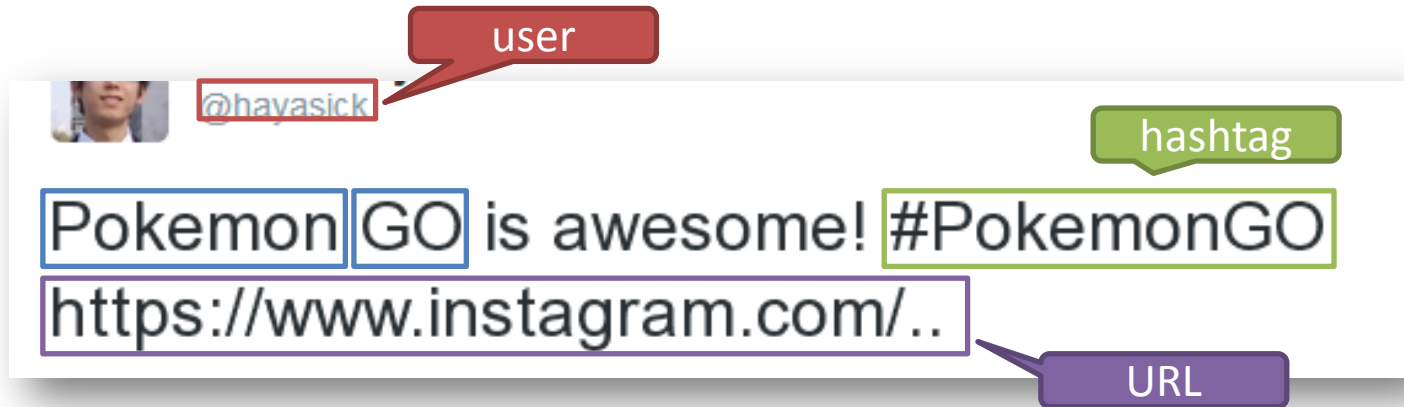 user
@hayasick
hashtag
Pokemon GO is awesome! #PokemonGO
https://www.instagram.com/..
URL